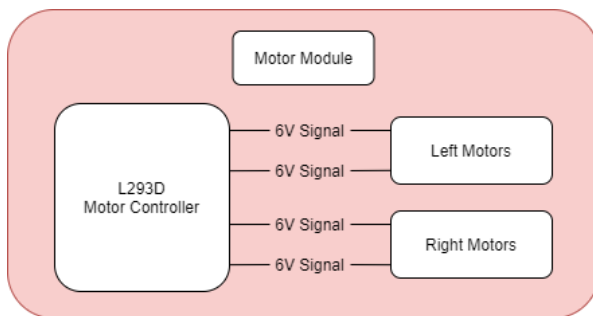 Motor Module
6V Signal
6V Signal
6V Signal
6V Signal
L293D
Motor Controller
Left Motors
Right Motors